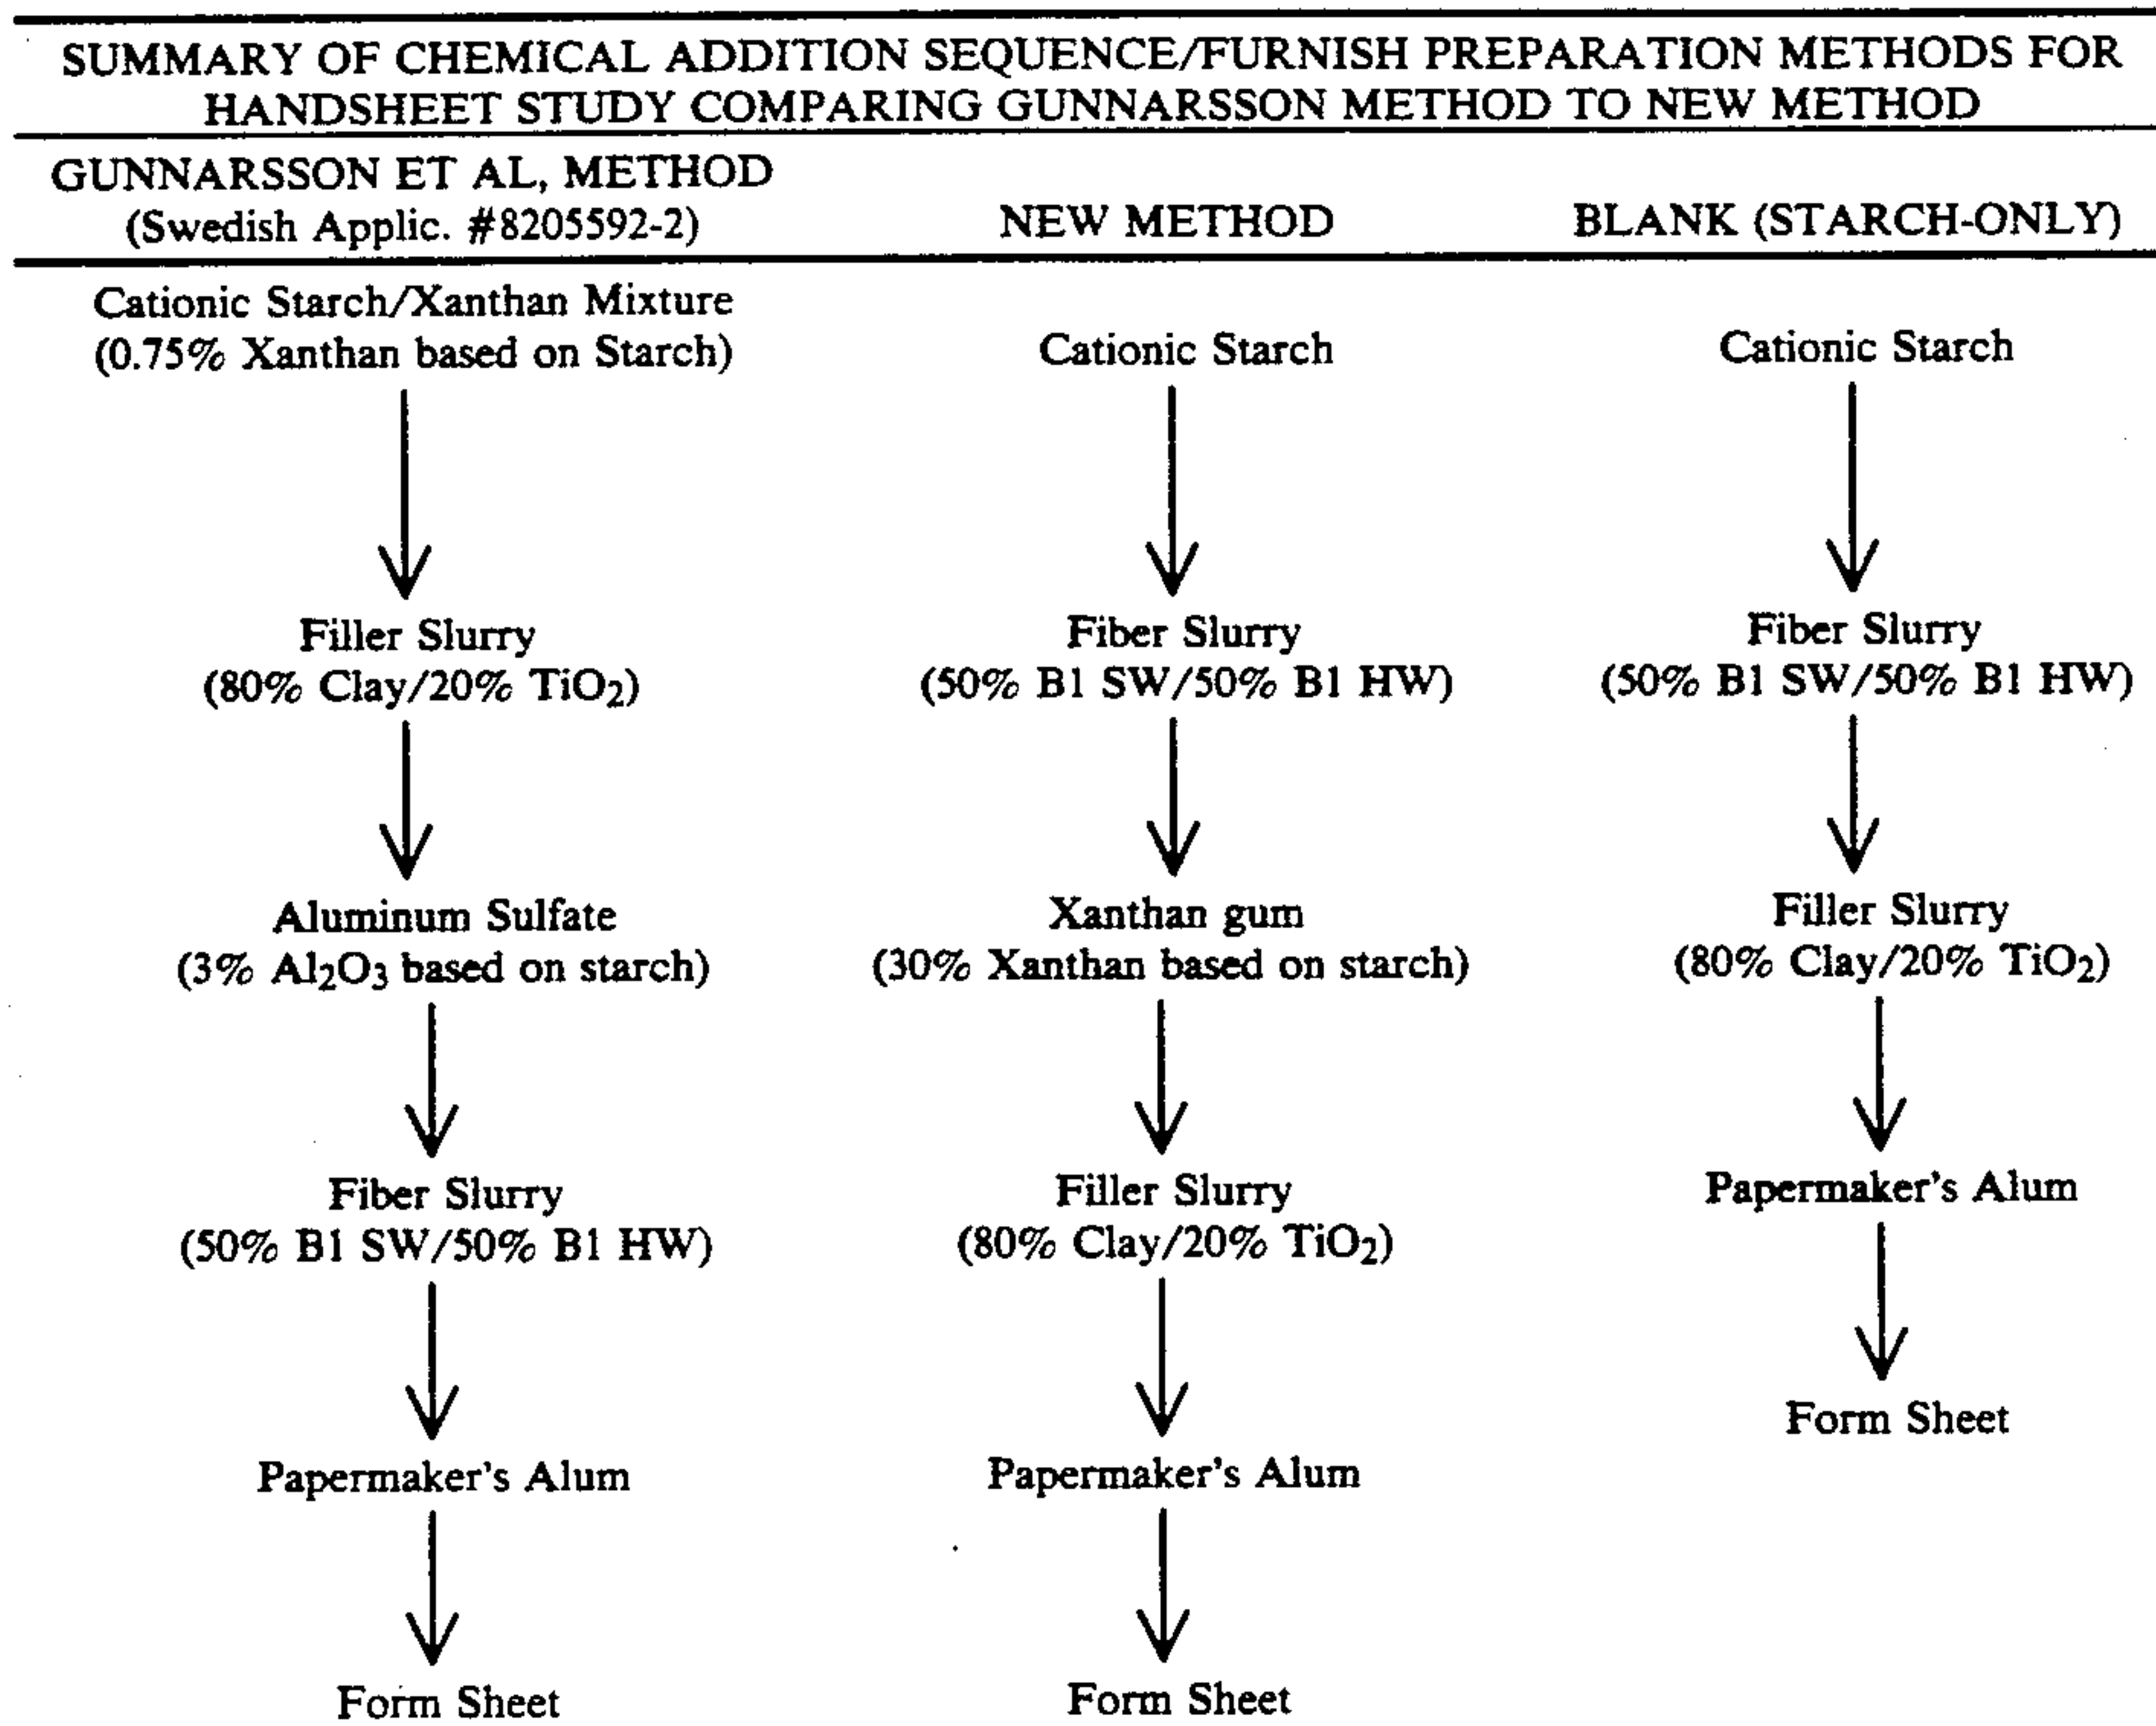 SUMMARY OF CHEMICAL ADDITION SEQUENCE/FURNISH PREPARATION METHODS FOR
HANDSHEET STUDY COMPARING GUNNARSSON METHOD TO NEW METHOD
GUNNARSSON ET AL, METHOD
(Swedish Applic. #8205592-2)
NEW METHOD
BLANK (STARCH-ONLY)
Cationic Starch/Xanthan Mixture
(0.75% Xanthan based on Starch)
Filler Slurry
(80% Clay/20% TiO2)
Aluminum Sulfate
(3% Al2O3 based on starch)
Fiber Slurry
(50% B1 SW/50% B1 HW)
Papermaker's Alum
Form Sheet
Cationic Starch
Fiber Slurry
(50% B1 SW/50% B1 HW)
Xanthan gum
(30% Xanthan based on starch)
Filler Slurry
(80% Clay/20% TiO2)
Papermaker's Alum
Form Sheet
Cationic Starch
Fiber Slurry
(50% B1 SW/50% B1 HW)
Filler Slurry
(80% Clay/20% TiO2)
Papermaker's Alum
Form Sheet